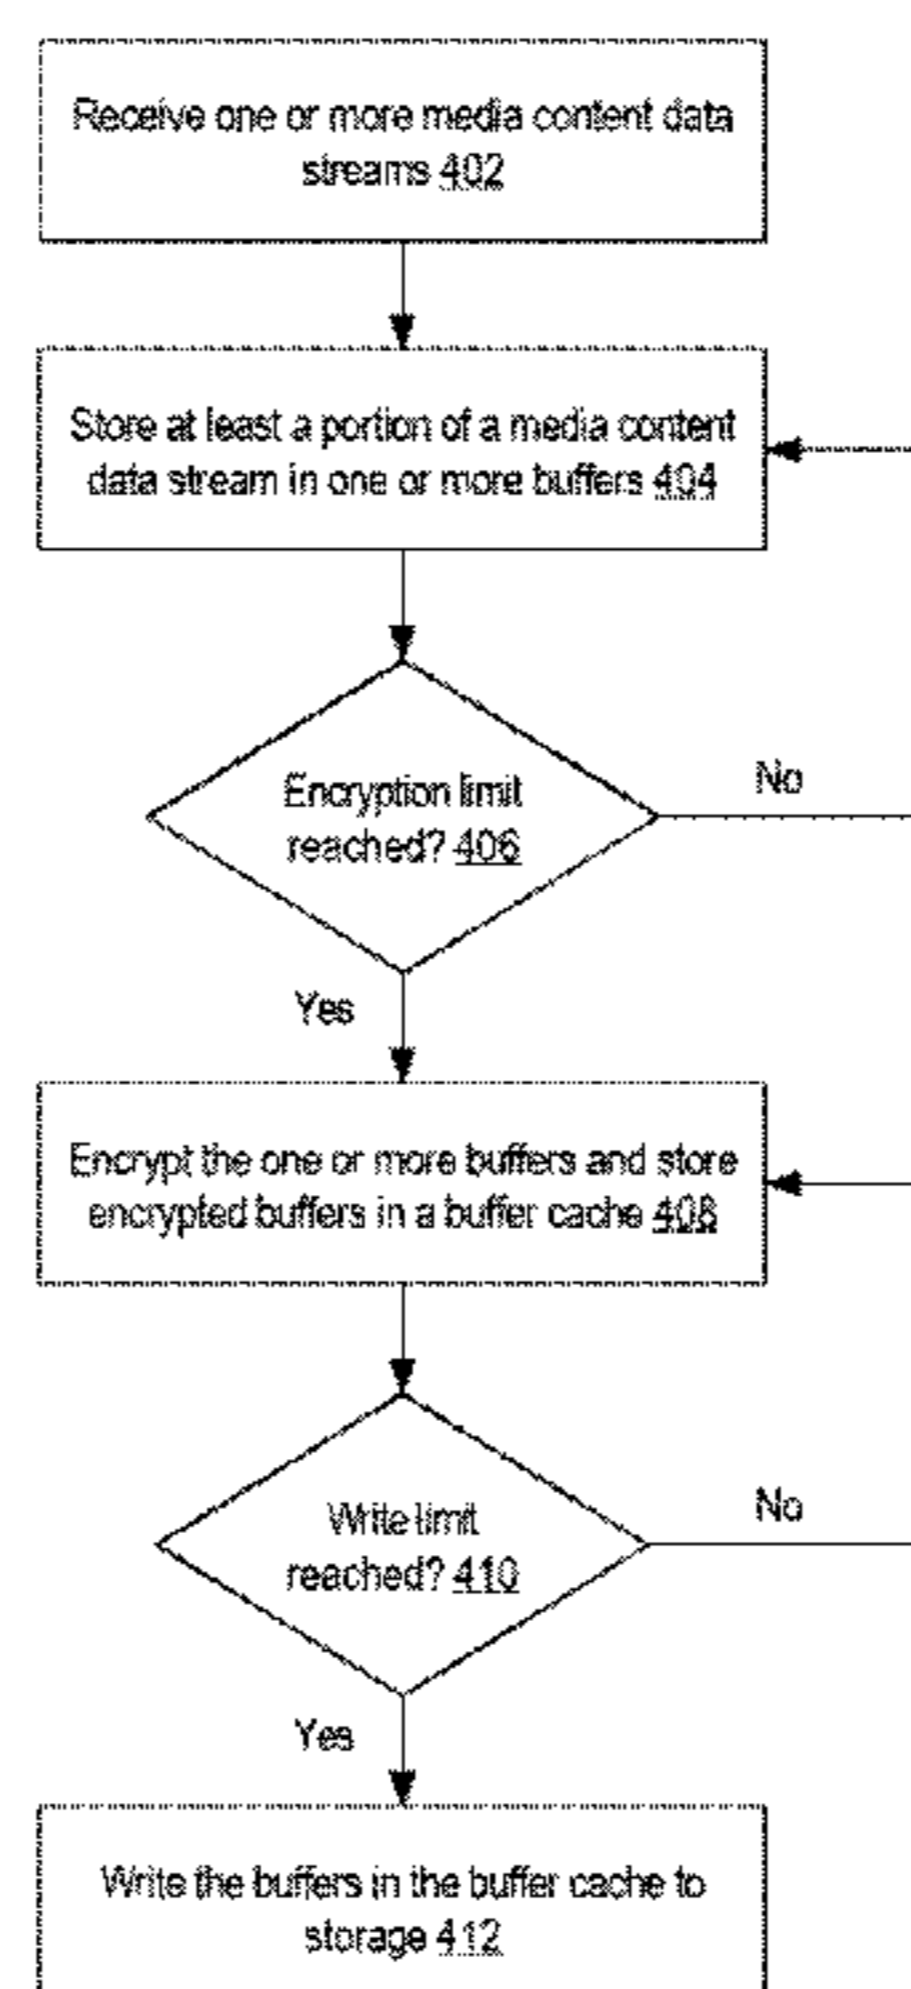 Receive one or more media content data
streams 402
Store at least a portion of a media content
data stream in one or more buffers 404
Encryption limit
reached? 406
No
Yes
Encrypt the one or more buffers and store
encrypted buffers in a buffer cache 408
Write limit
reached? 410
No
Yes
Write the buffers in the buffer cache to
storage 412